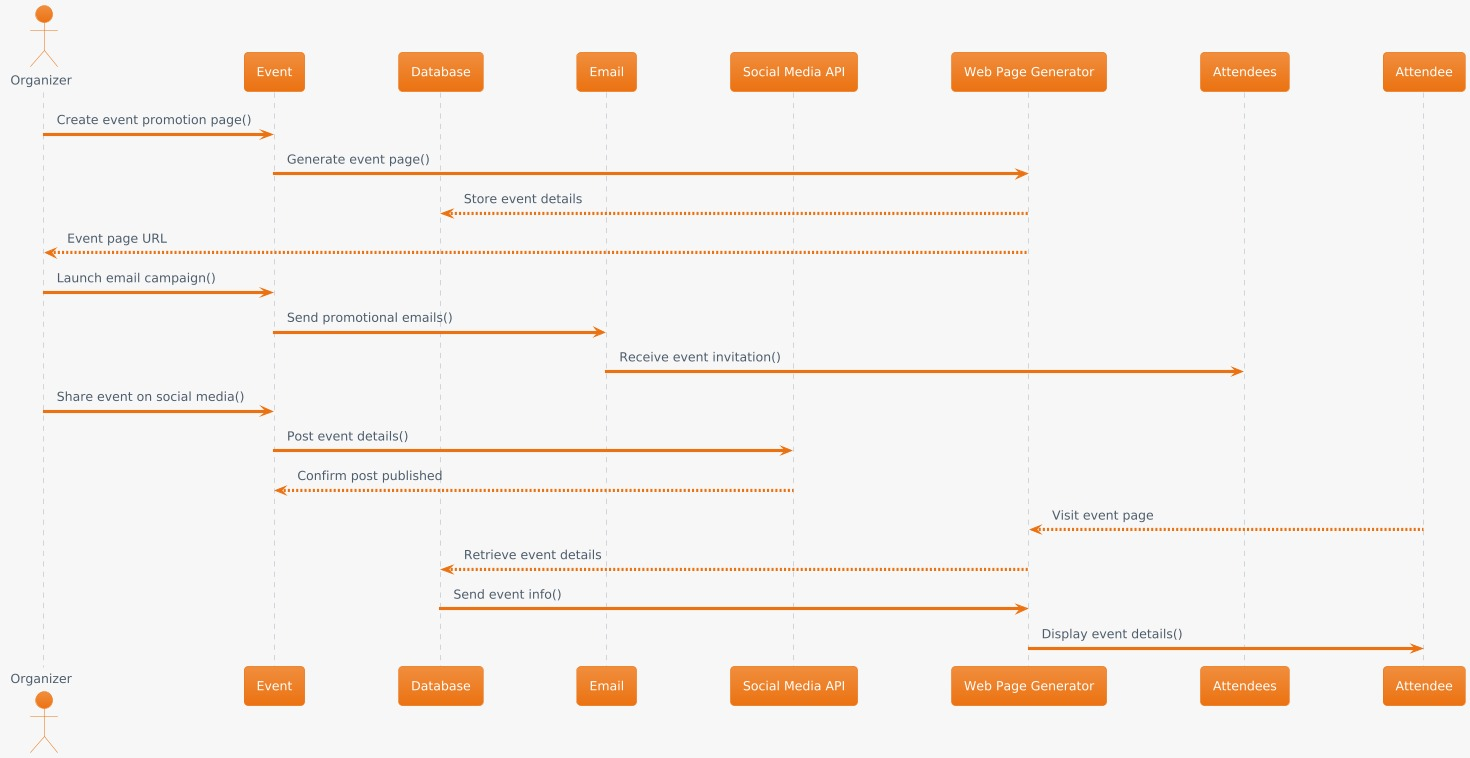 Organizer
Event
Database
Email
Social Media API
Web Page Generator
Attendees
Attendee
Create event promotion page()
Generate event page()
Store event details
Event page URL
Launch email campaign()
Send promotional emails()
Receive event invitation()
Share event on social media()
Post event details()
Confirm post published
Visit event page
Retrieve event details
Send event info()
Display event details()
Organizer
Event
Database
Email
Social Media API
Web Page Generator
Attendees
Attendee